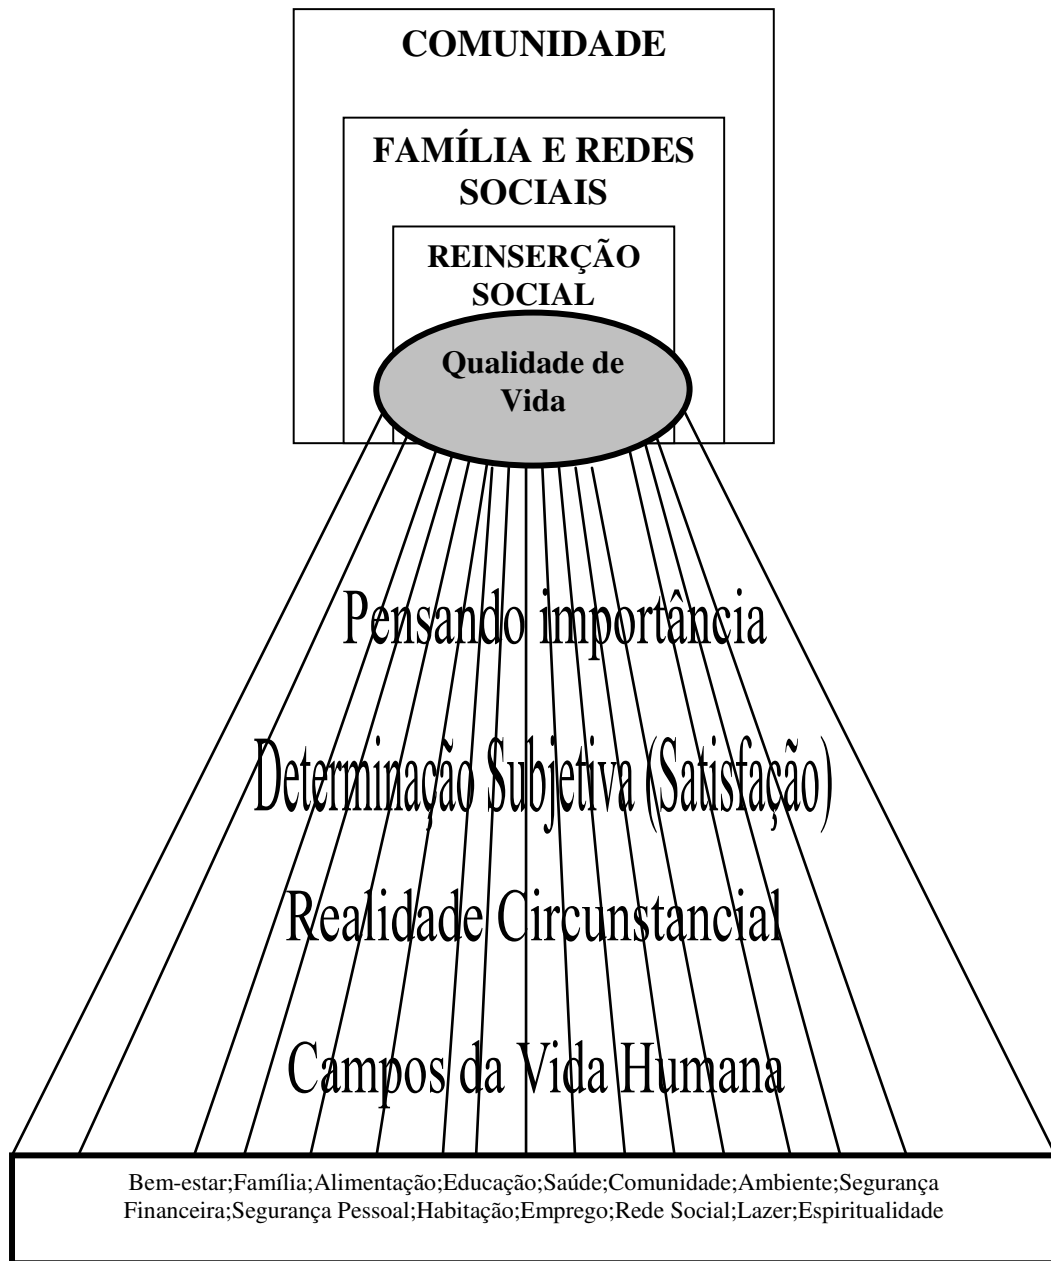 COMUNIDADE
FAMÍLIA E REDES
SOCIAIS
REINSERÇÃO
SOCIAL
Qualidade de
Vida
Pensando importância
Determinação Subjetiva (Satisfação)
Realidade Circunstancial
Campos da Vida Humana
Bem-estar;Família;Alimentação;Educação;Saúde;Comunidade;Ambiente;Segurança
Financeira;Segurança Pessoal;Habitação;Emprego;Rede Social;Lazer;Espiritualidade